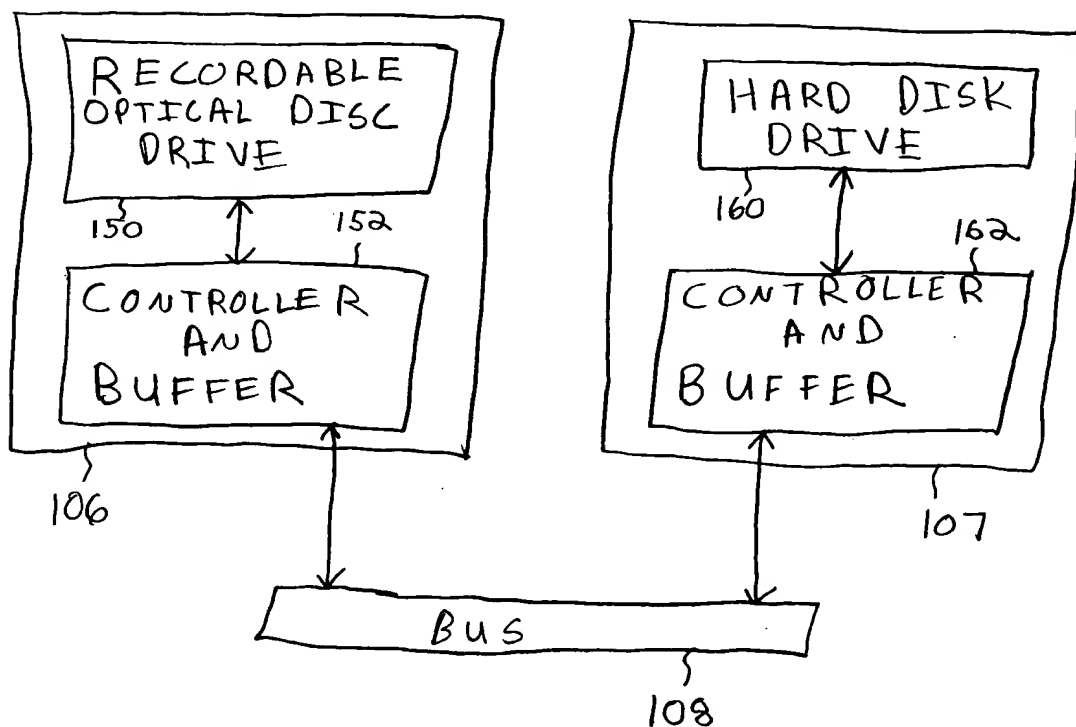 RECORDABLE
OPTICAL DISC
DRIVE
150
152
CONTROLLER
AND
BUFFER
106
HARD DISK
DRIVE
160
162
CONTROLLER
AND
BUFFER
107
BUS
108